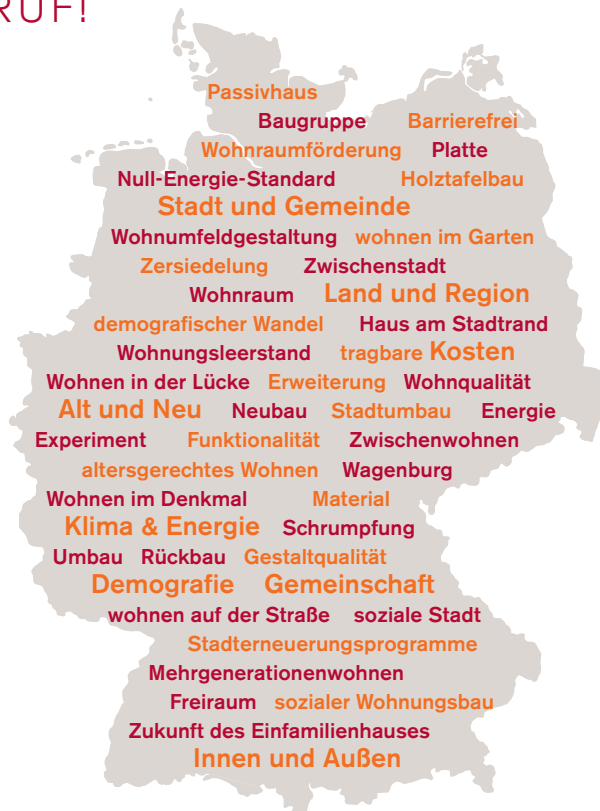 RUF!
Passivhaus
Baugruppe Barrierefrei
Wohnraumförderung Platte
Null-Energie-Standard Holztafelbau
Stadt und Gemeinde
Wohnumfeldgestaltung wohnen im Garten
Zersiedelung Zwischenstadt
Wohnraum Land und Region
demografischer Wandel Haus am Stadtrand
Wohnungsleerstand tragbare Kosten
Wohnen in der Lücke Erweiterung Wohnqualität
Alt und Neu Neubau Stadtumbau Energie
Experiment Funktionalität Zwischenwohnen
altersgerechtes Wohnen Wagenburg
Wohnen im Denkmal Material
Klima & Energie Schrumpfung
Umbau Rückbau Gestaltqualität
Demografie Gemeinschaft
wohnen auf der Straße soziale Stadt
Stadterneuerungsprogramme
Mehrgenerationenwohnen
Freiraum sozialer Wohnungsbau
Zukunft des Einfamilienhauses
Innen und Außen